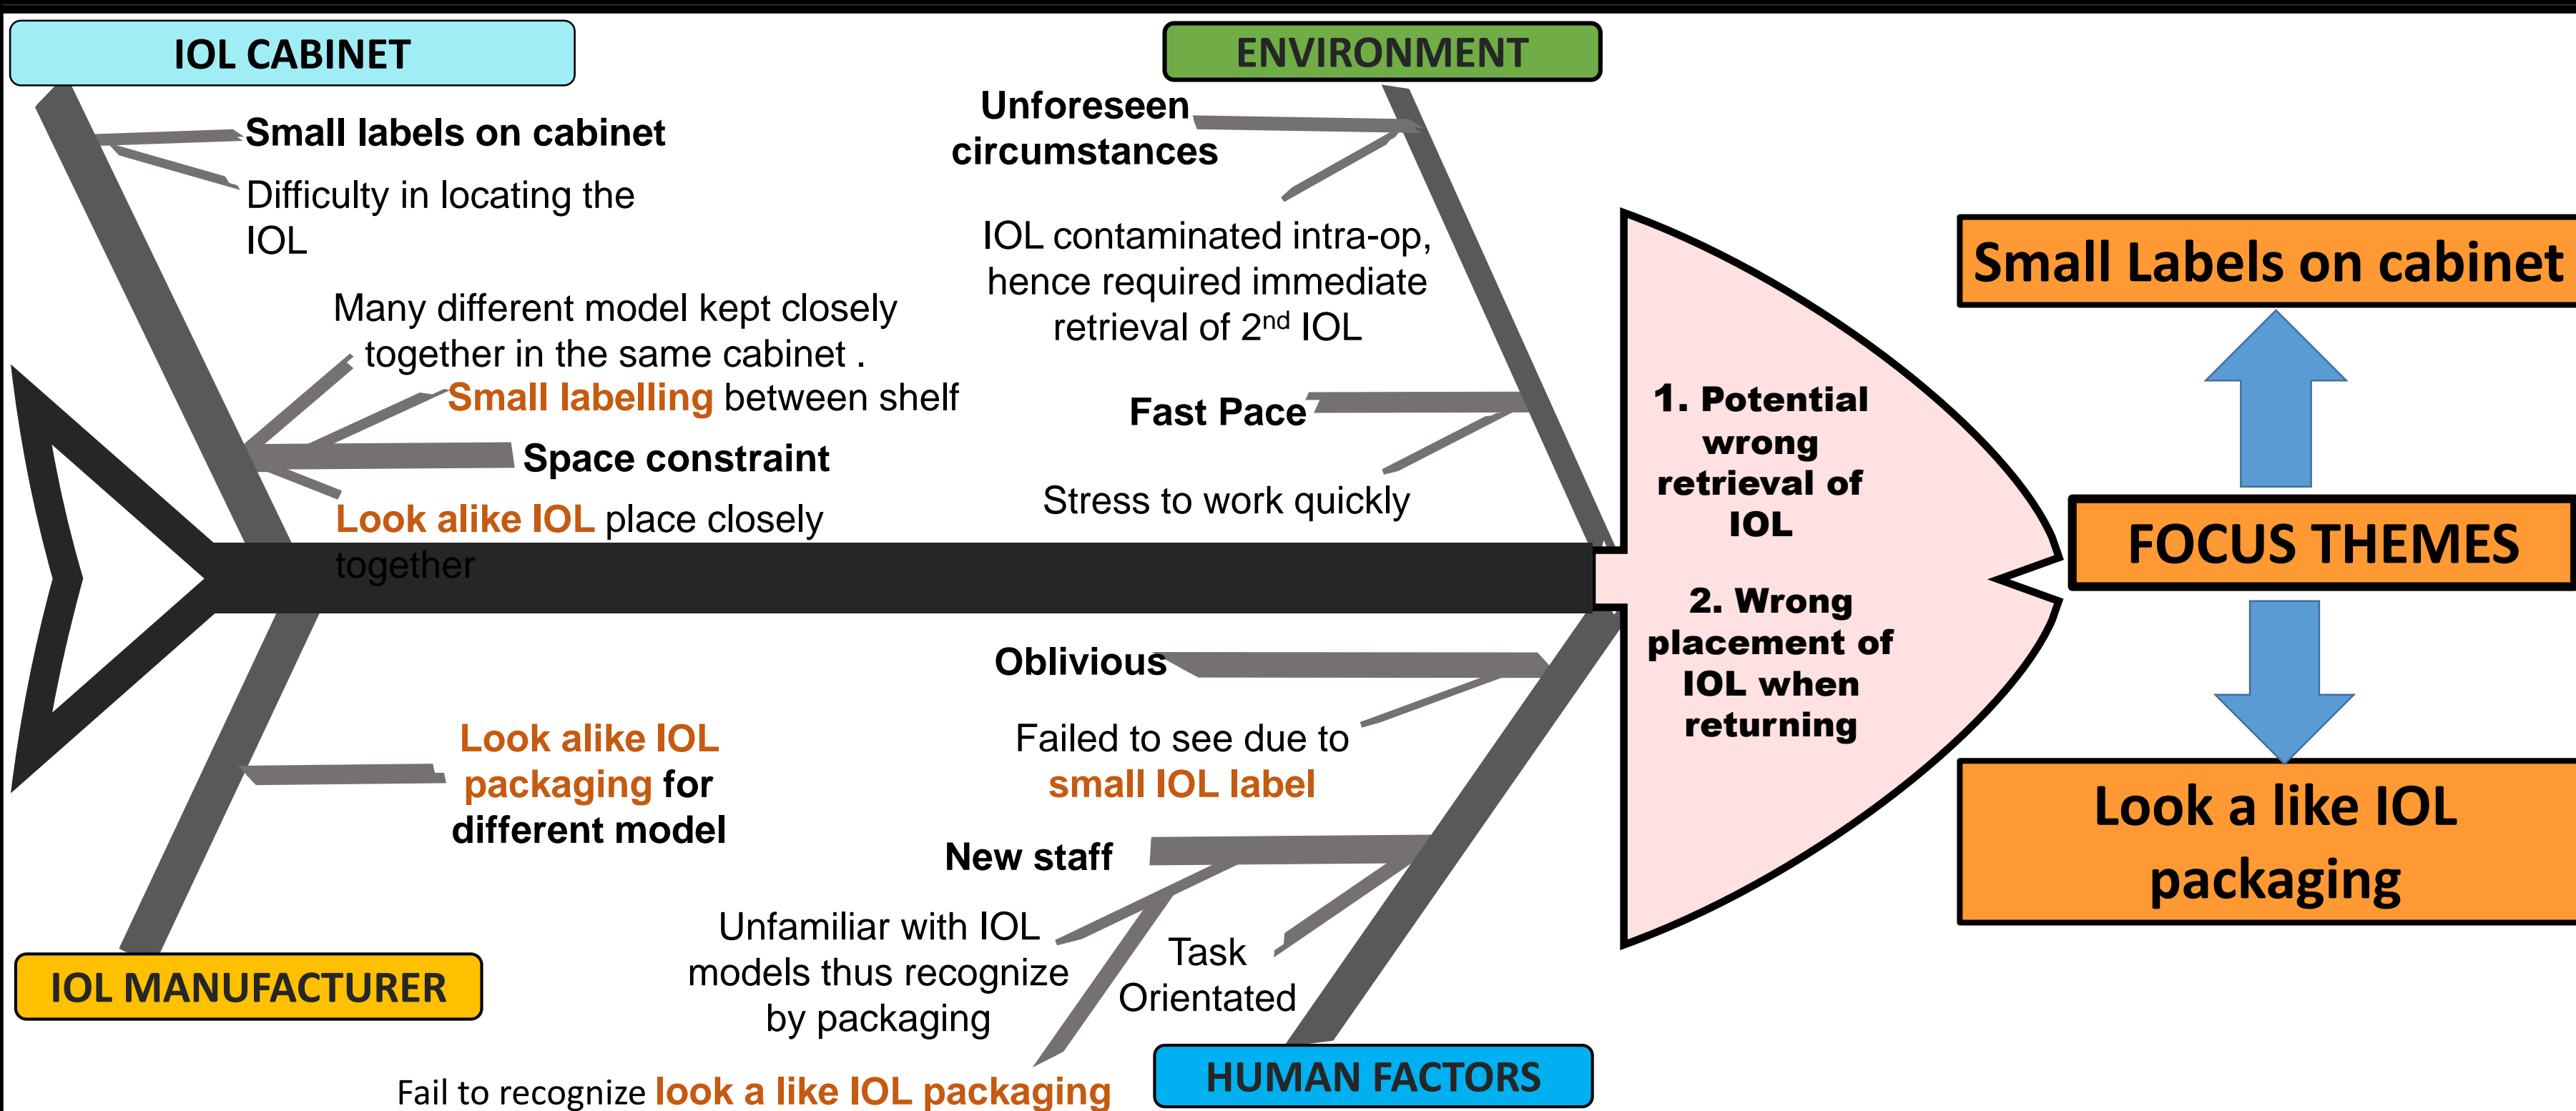 IOL CABINET
Small labels on cabinet
Difficulty in locating the
IOL
Many different model kept closely
together in the same cabinet .
Small labelling between shelf
Space constraint
Look alike IOL place closely
together
ENVIRONMENT
Unforeseen
circumstances
IOL contaminated intra-op,
hence required immediate
retrieval of 2nd IOL
Fast Pace
Stress to work quickly
IOL MANUFACTURER
Look alike IOL
packaging for
different model
HUMAN FACTORS
Oblivious
Failed to see due to
small IOL label
New staff
Unfamiliar with IOL
models thus recognize
by packaging
Task
Orientated
Fail to recognize look a like IOL packaging
1. Potential
wrong
retrieval of
IOL
2. Wrong
placement of
IOL when
returning
Small Labels on cabinet
FOCUS THEMES
Look a like IOL
packaging